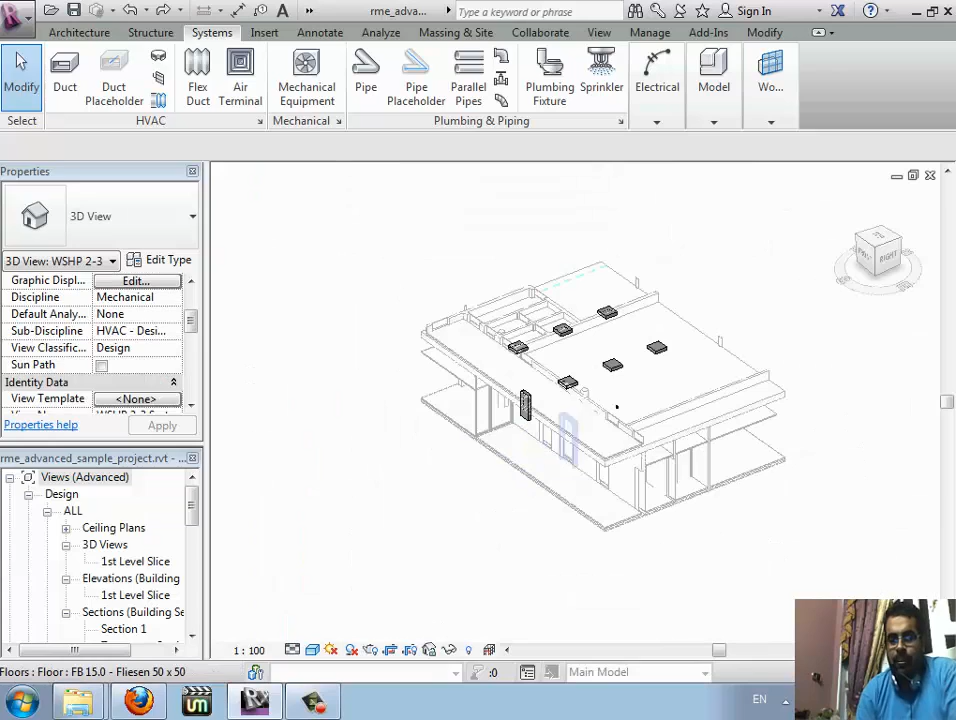 rme_adva...
Type a keyword or phrase
Sign In
Architecture
Structure
Systems
Insert
Annotate
Analyze
Massing & Site
Collaborate
View
Manage
Add-Ins
Modify
Modify
Duct
Duct
Placeholder
Flex
Duct
Air
Terminal
Mechanical
Equipment
Pipe
Pipe
Placeholder
Parallel
Pipes
Plumbing
Fixture
Sprinkler
Electrical
Model
Wo...
Select
HVAC
Mechanical
Plumbing & Piping
Properties
3D View
3D View: WSHP 2-3
Edit Type
Graphic Displ...
Edit...
Discipline
Mechanical
Default Analy...
None
Sub-Discipline
HVAC - Desi...
View Classific...
Design
Sun Path
Identity Data
View Template
<None>
Properties help
Apply
rme_advanced_sample_project.rvt - ...
Views (Advanced)
Design
ALL
Ceiling Plans
3D Views
1st Level Slice
Elevations (Building
1st Level Slice
Sections (Building Se
Section 1
RIGHT
1 : 100
Floors : Floor : FB 15.0 - Fliesen 50 x 50
:0
Main Model
EN